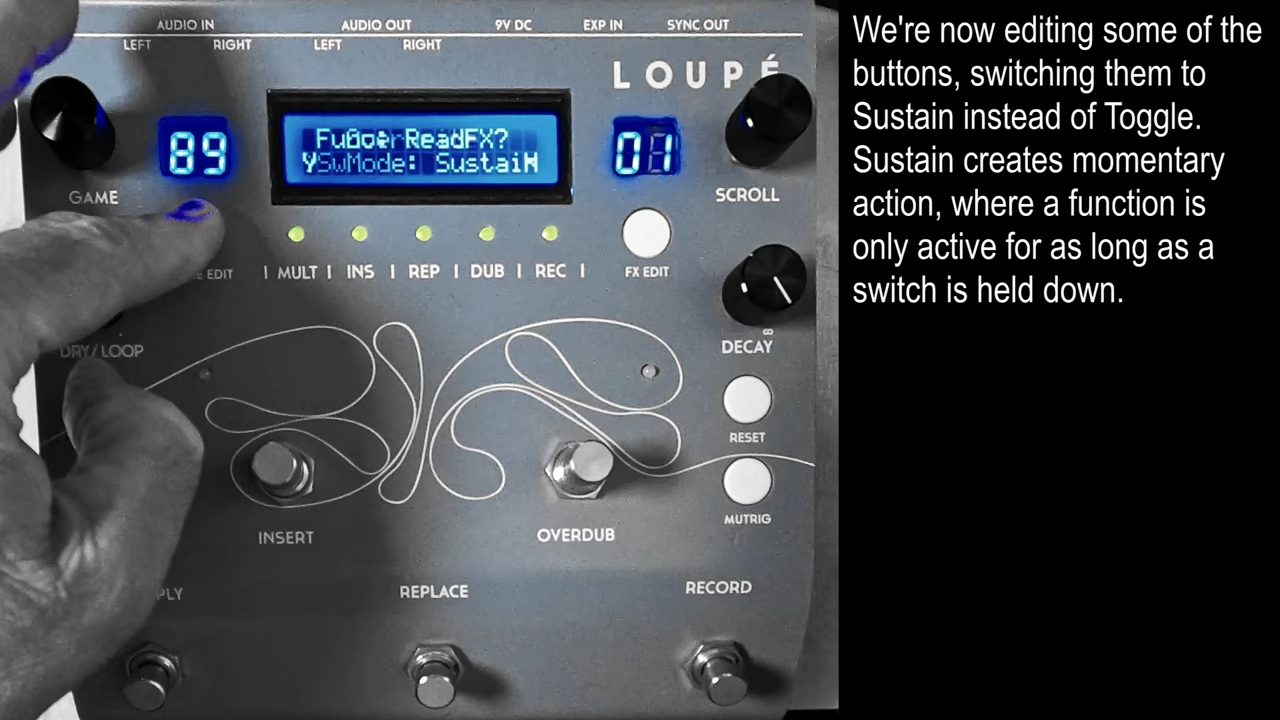 AUDIO IN AUDIO OUT 9V DC EXP IN SYNC OUT
LEFT RIGHT LEFT RIGHT
LOUPÉ
89
SwMode: Sustai
01
GAME
SCROLL
EDIT
| MULT | INS | REP | DUB | REC |
FX EDIT
DRY/LOOP
DECAY
∞
RESET
MUTRIG
INSERT
OVERDUB
PLY
REPLACE
RECORD
We're now editing some of the
buttons, switching them to
Sustain instead of Toggle.
Sustain creates momentary
action, where a function is
only active for as long as a
switch is held down.